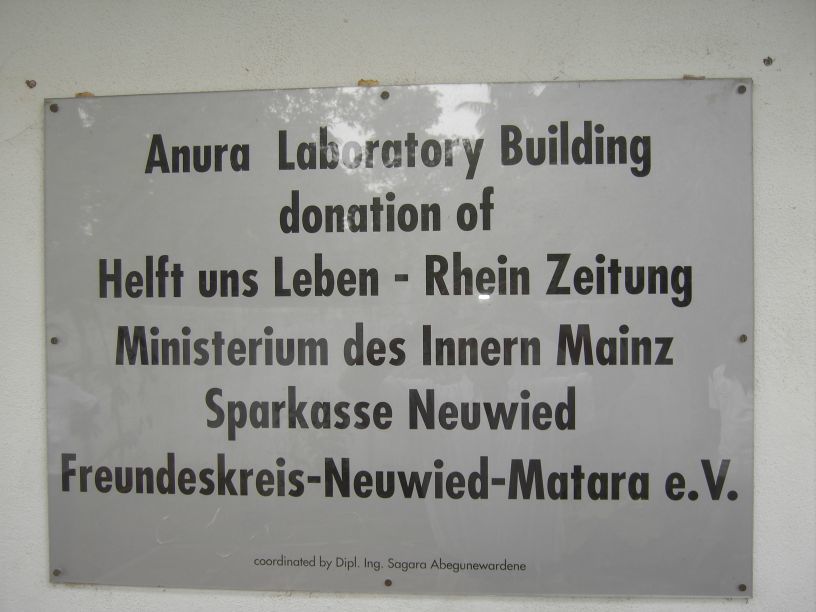 Anura Laboratory Building
donation of
Helft uns Leben - Rhein Zeitung
Ministerium des Innern Mainz
Sparkasse Neuwied
Freundeskreis-Neuwied-Matara e.V.
coordinated by Dipl. Ing. Sagara Abegunewardene